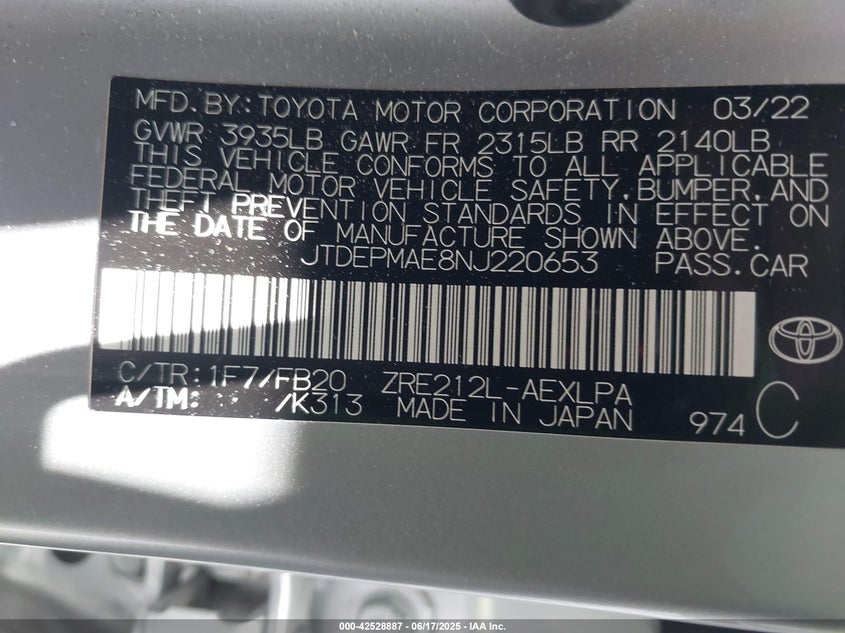 MFD. BY: TOYOTA MOTOR CORPORATION 03/22
GVWR 3935LB GAWR FR 2315LB RR 2140LB
THIS VEHICLE CONFORMS TO ALL APPLICABLE
FEDERAL MOTOR VEHICLE SAFETY, BUMPER, AND
THEFT PREVENTION STANDARDS IN EFFECT ON
THE DATE OF MANUFACTURE SHOWN ABOVE.
JTDEPMAE8NJ220653 PASS. CAR
C/TR: 1F7/FB20 ZRE212L-AEXLPA
A/TM: /K313 MADE IN JAPAN 974 C
000-42528887 - 06/17/2025 - IAA Inc.